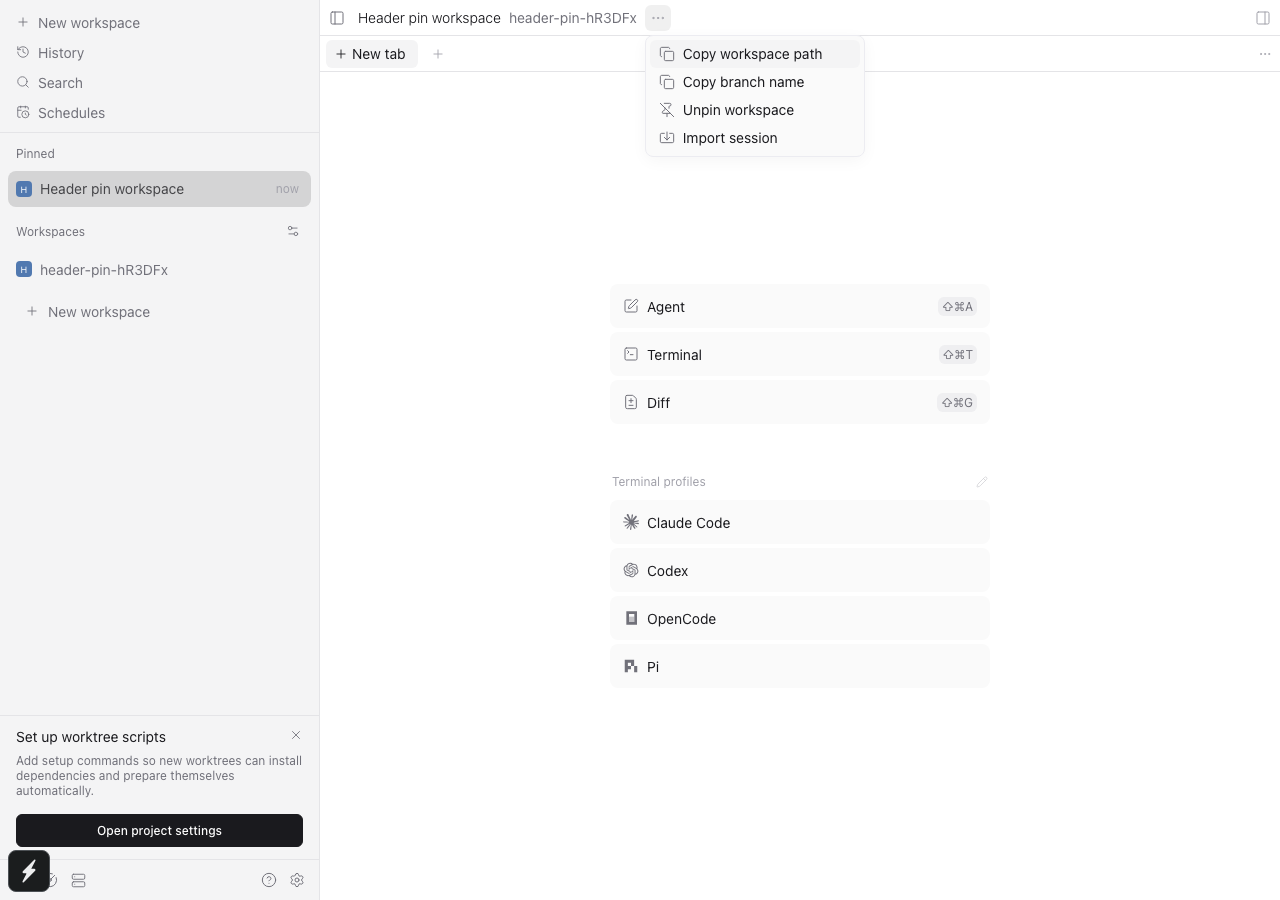 New workspace
History
Search
Schedules
Pinned
H Header pin workspace now
Workspaces
H header-pin-hR3DFx
New workspace
Set up worktree scripts
Add setup commands so new worktrees can install
dependencies and prepare themselves
automatically.
Open project settings
Header pin workspace header-pin-hR3DFx
New tab
Copy workspace path
Copy branch name
Unpin workspace
Import session
Agent ⇧⌘A
Terminal ⇧⌘T
Diff ⇧⌘G
Terminal profiles
Claude Code
Codex
OpenCode
Pi